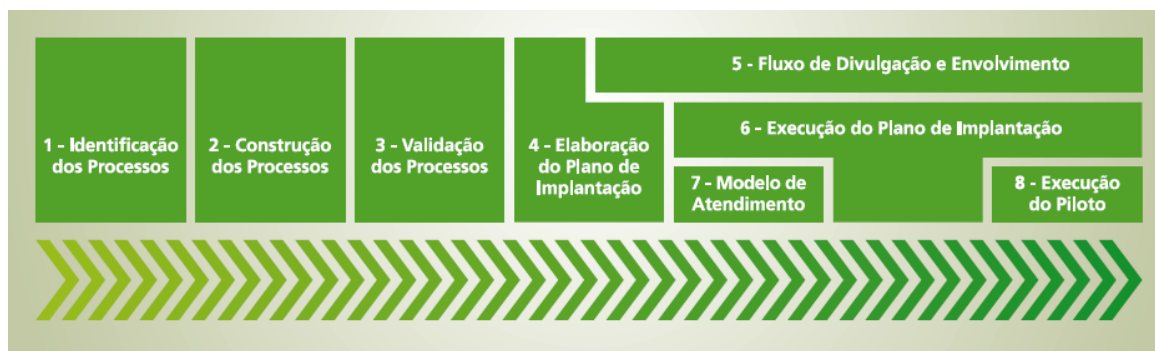 5 - Fluxo de Divulgação e Envolvimento
1 - Identificação
dos Processos
2 - Construção
dos Processos
3 - Validação
dos Processos
4 - Elaboração
do Plano de
Implantação
6 - Execução do Plano de Implantação
7 - Modelo de
Atendimento
8 - Execução
do Piloto